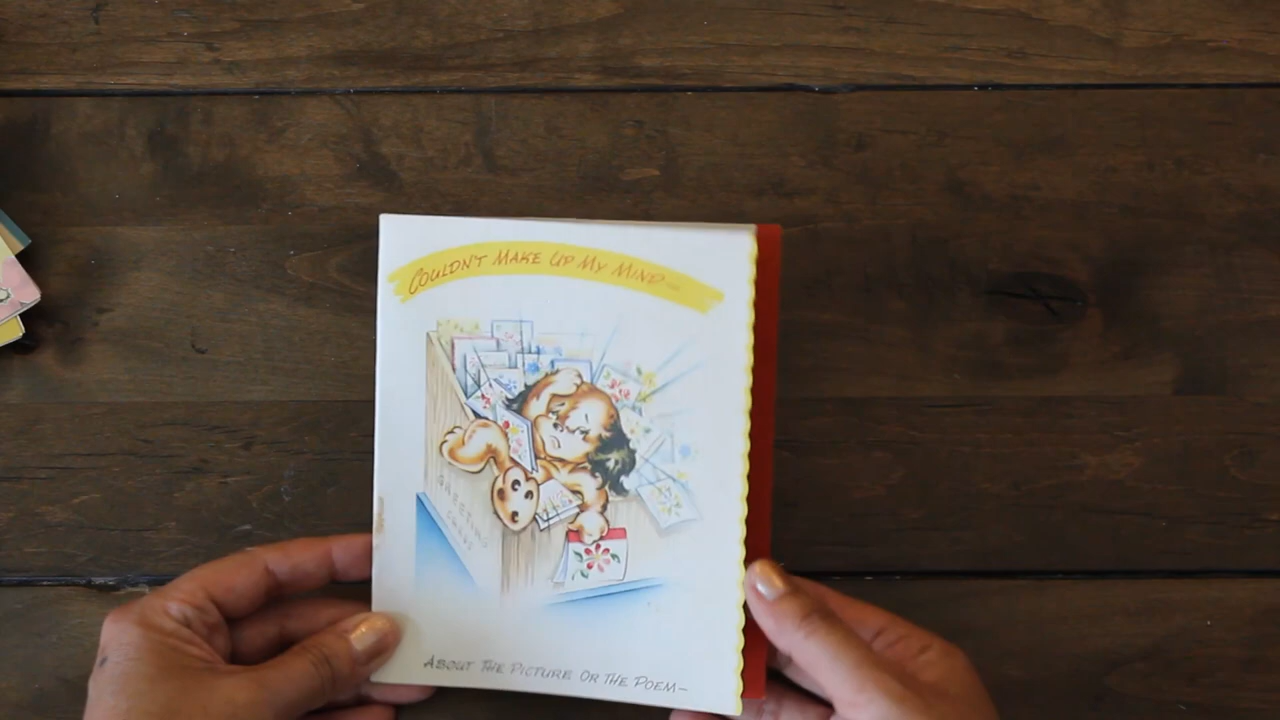 COULDN'T MAKE UP MY MIND—
GREETING
CARDS
ABOUT THE PICTURE OR THE POEM—